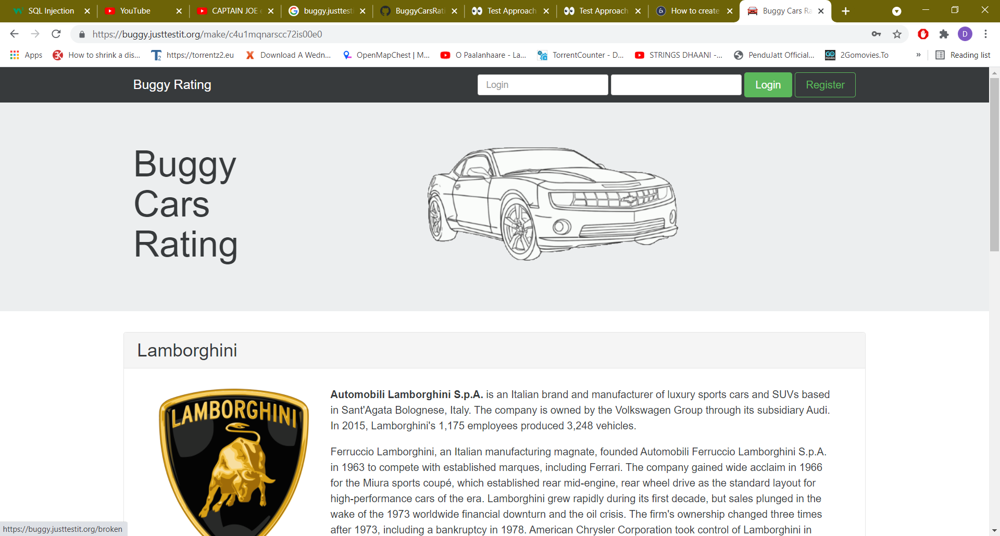 SQL Injection
YouTube
CAPTAIN JOE
buggy.justtesti
BuggyCarsRati
Test Approach
Test Approach
How to create
Buggy Cars Ra
https://buggy.justtestit.org/make/c4u1mqnarscc72is00e0
D
Apps
How to shrink a dis...
https://torrentz2.eu
Download A Wedn...
OpenMapChest | M...
O Paalanhaare - La...
TorrentCounter - D...
STRINGS DHAANI -...
PenduJatt Official...
2Gomovies.To
»
Reading list
Buggy Rating
Login
Login
Register
Buggy
Cars
Rating
Lamborghini
LAMBORGHINI
Automobili Lamborghini S.p.A. is an Italian brand and manufacturer of luxury sports cars and SUVs based
in Sant'Agata Bolognese, Italy. The company is owned by the Volkswagen Group through its subsidiary Audi.
In 2015, Lamborghini's 1,175 employees produced 3,248 vehicles.
Ferruccio Lamborghini, an Italian manufacturing magnate, founded Automobili Ferruccio Lamborghini S.p.A.
in 1963 to compete with established marques, including Ferrari. The company gained wide acclaim in 1966
for the Miura sports coupé, which established rear mid-engine, rear wheel drive as the standard layout for
high-performance cars of the era. Lamborghini grew rapidly during its first decade, but sales plunged in the
wake of the 1973 worldwide financial downturn and the oil crisis. The firm's ownership changed three times
after 1973, including a bankruptcy in 1978. American Chrysler Corporation took control of Lamborghini in
https://buggy.justtestit.org/broken